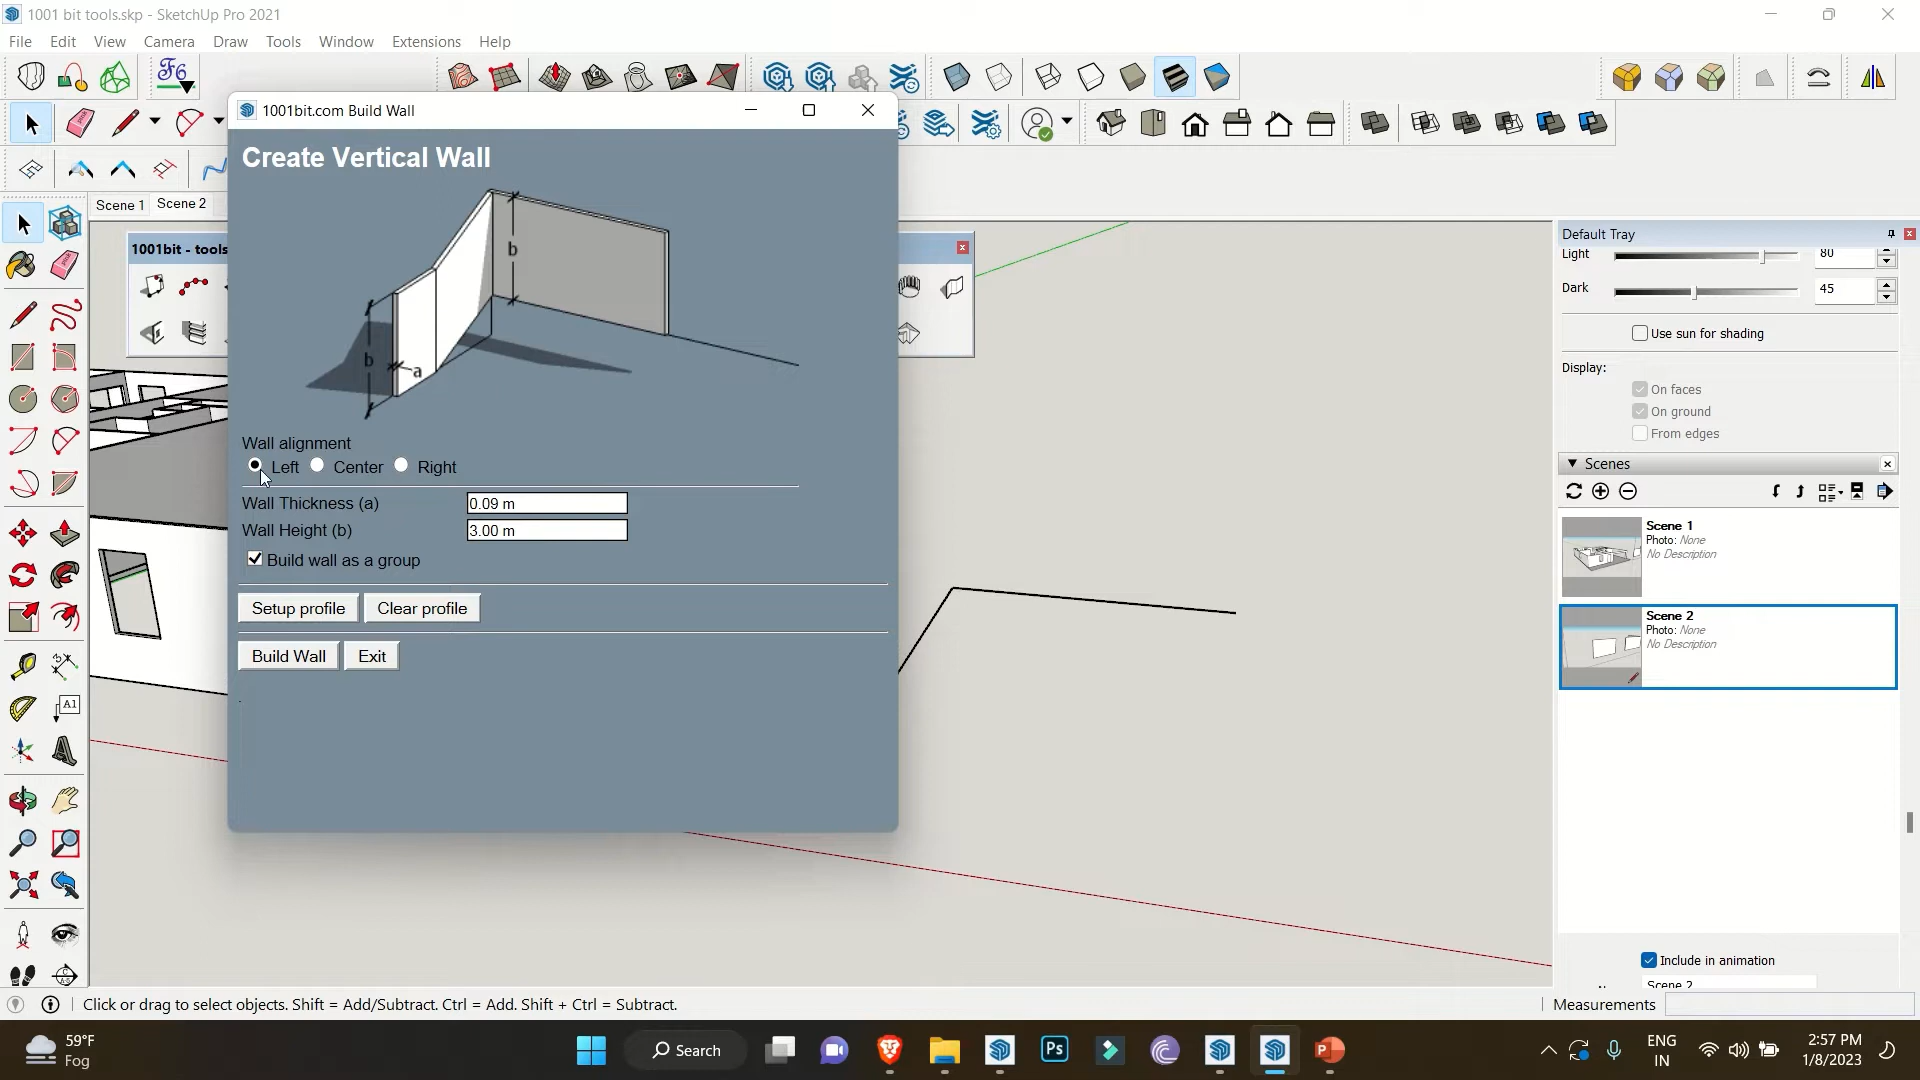 1001 bit tools.skp - SketchUp Pro 2021
File Edit View Camera Draw Tools Window Extensions Help
1001bit.com Build Wall
Create Vertical Wall
b
b
a
Wall alignment
Left Center Right
Wall Thickness (a) 0.09 m
Wall Height (b) 3.00 m
Build wall as a group
Setup profile Clear profile
Build Wall Exit
Scene 1 Scene 2
1001bit - tools
A1
Default Tray
Light 80
Dark 45
Use sun for shading
Display:
On faces
On ground
From edges
Scenes
Scene 1
Photo: None
No Description
Scene 2
Photo: None
No Description
Include in animation
Scene 2
Click or drag to select objects. Shift = Add/Subtract. Ctrl = Add. Shift + Ctrl = Subtract.
Measurements
59°F
Fog
Search
Ps
ENG
IN
2:57 PM
1/8/2023